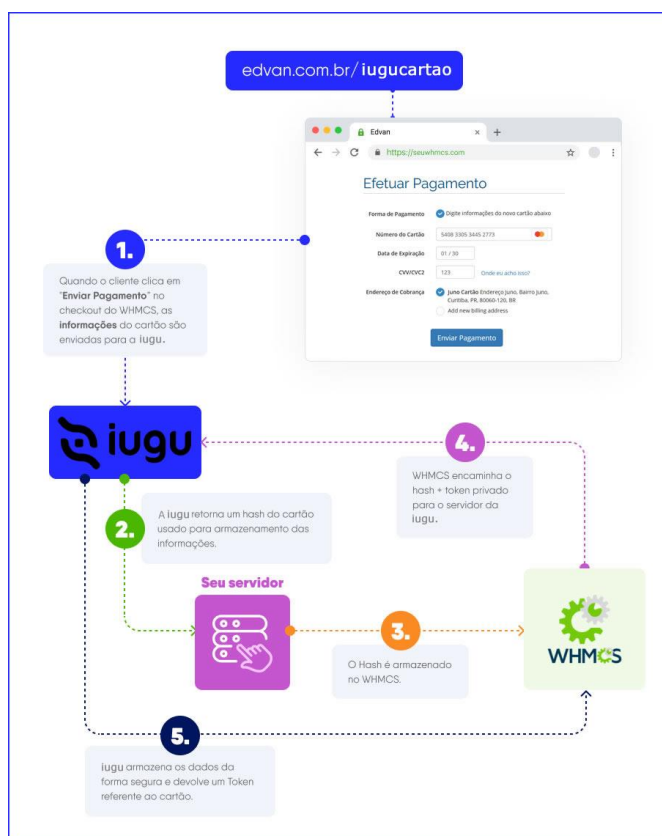 edvan.com.br/iugucartao
Edvan
https://seuwhmcs.com
Efetuar Pagamento
Forma de Pagamento
Digite informações do novo cartão abaixo
Número do Cartão
5408 3305 5445 2773
Data de Expiração
01 / 30
CVV/CVC2
123
Onde eu acho isso?
Endereço de Cobrança
Juno Cartão Endereço Juno, Bairro Juno,
Curitiba, PR, 80060-120, BR
Add new billing address
Enviar Pagamento
1.
Quando o cliente clica em
"Enviar Pagamento" no
checkout do WHMCS, as
informações do cartão são
enviadas para a iugu.
iugu
4.
WHMCS encaminha o
hash + token privado
para o servidor da
iugu.
2.
A iugu retorna um hash do cartão
usado para armazenamento das
informações.
Seu servidor
3.
O Hash é armazenado
no WHMCS.
WHMCS
5.
iugu armazena os dados da
forma segura e devolve um Token
referente ao cartão.